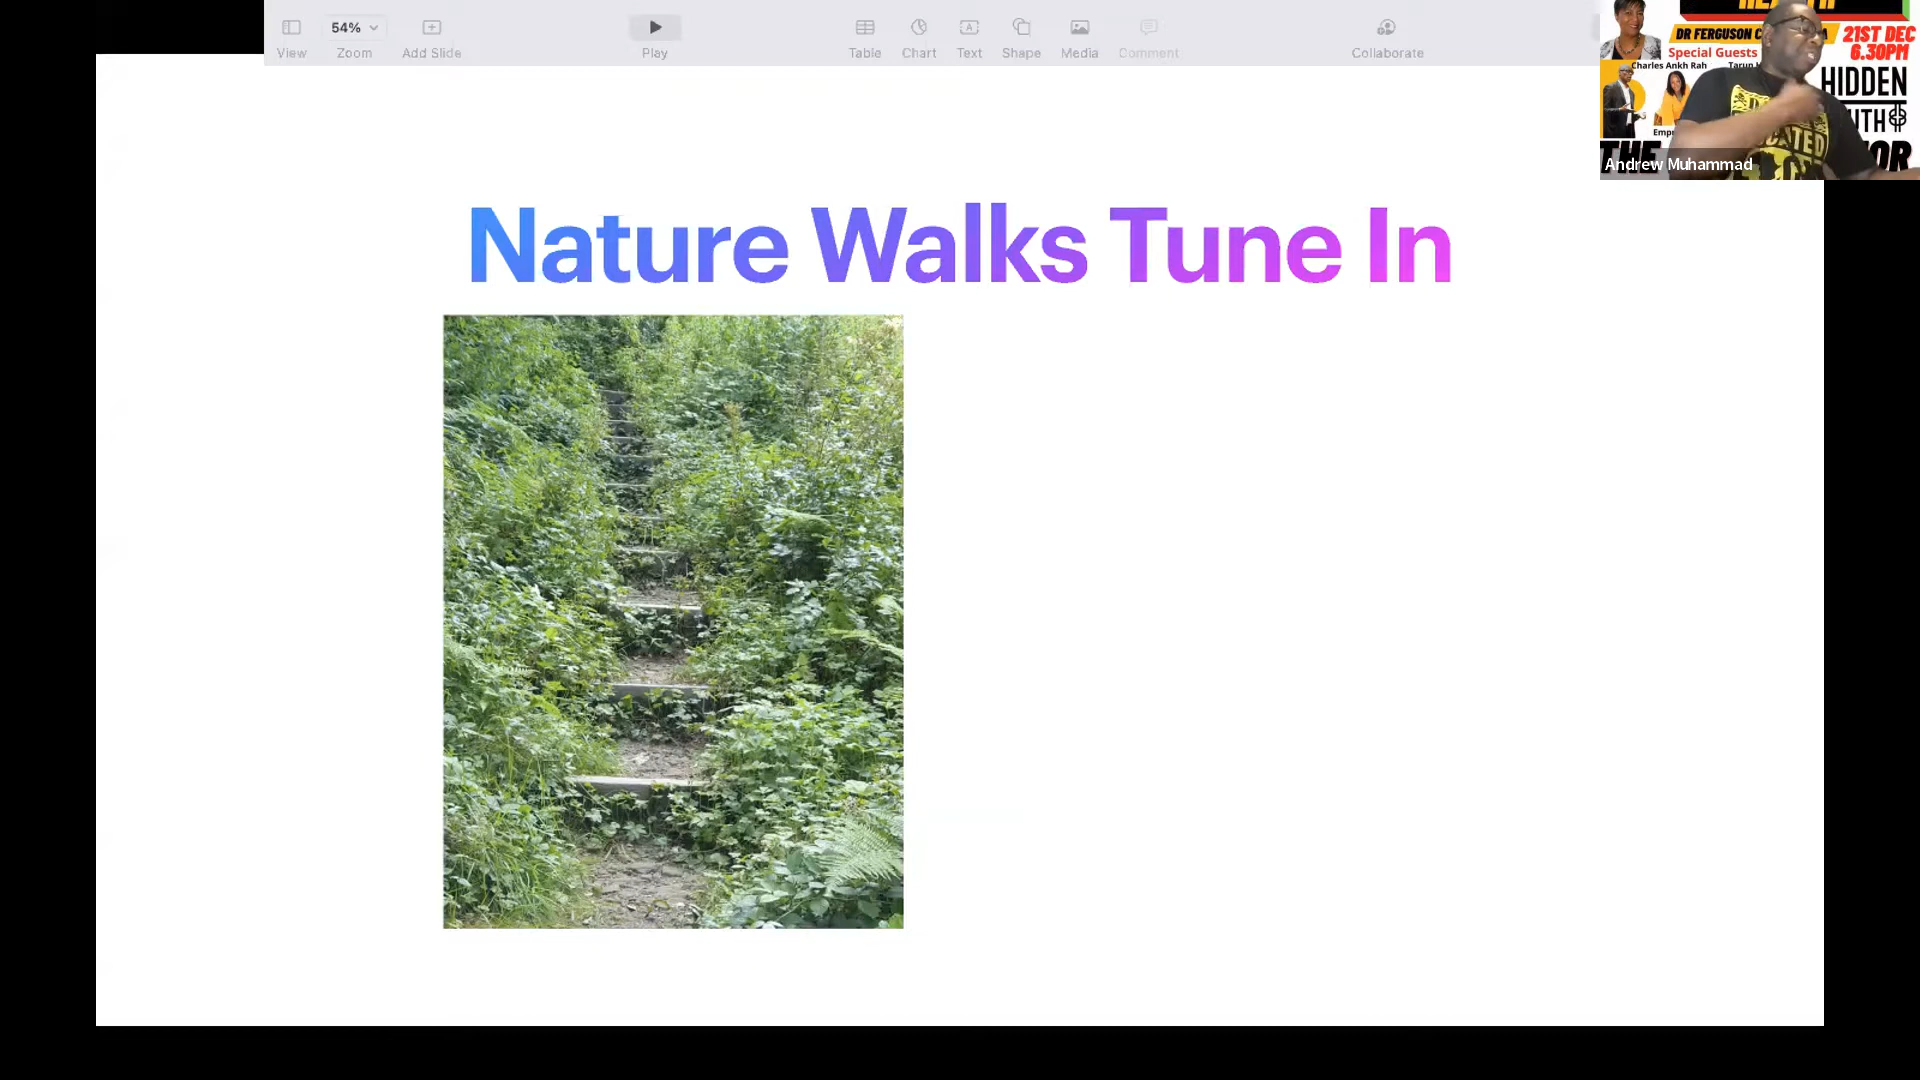 54%
View
Zoom
Add Slide
Play
Table
Chart
Text
Shape
Media
Comment
Collaborate
Nature Walks Tune In
DR FERGUSON
21ST DEC
6.30PM
Special Guests
Charles Ankh Rah
HIDDEN
THE
Andrew Muhammad